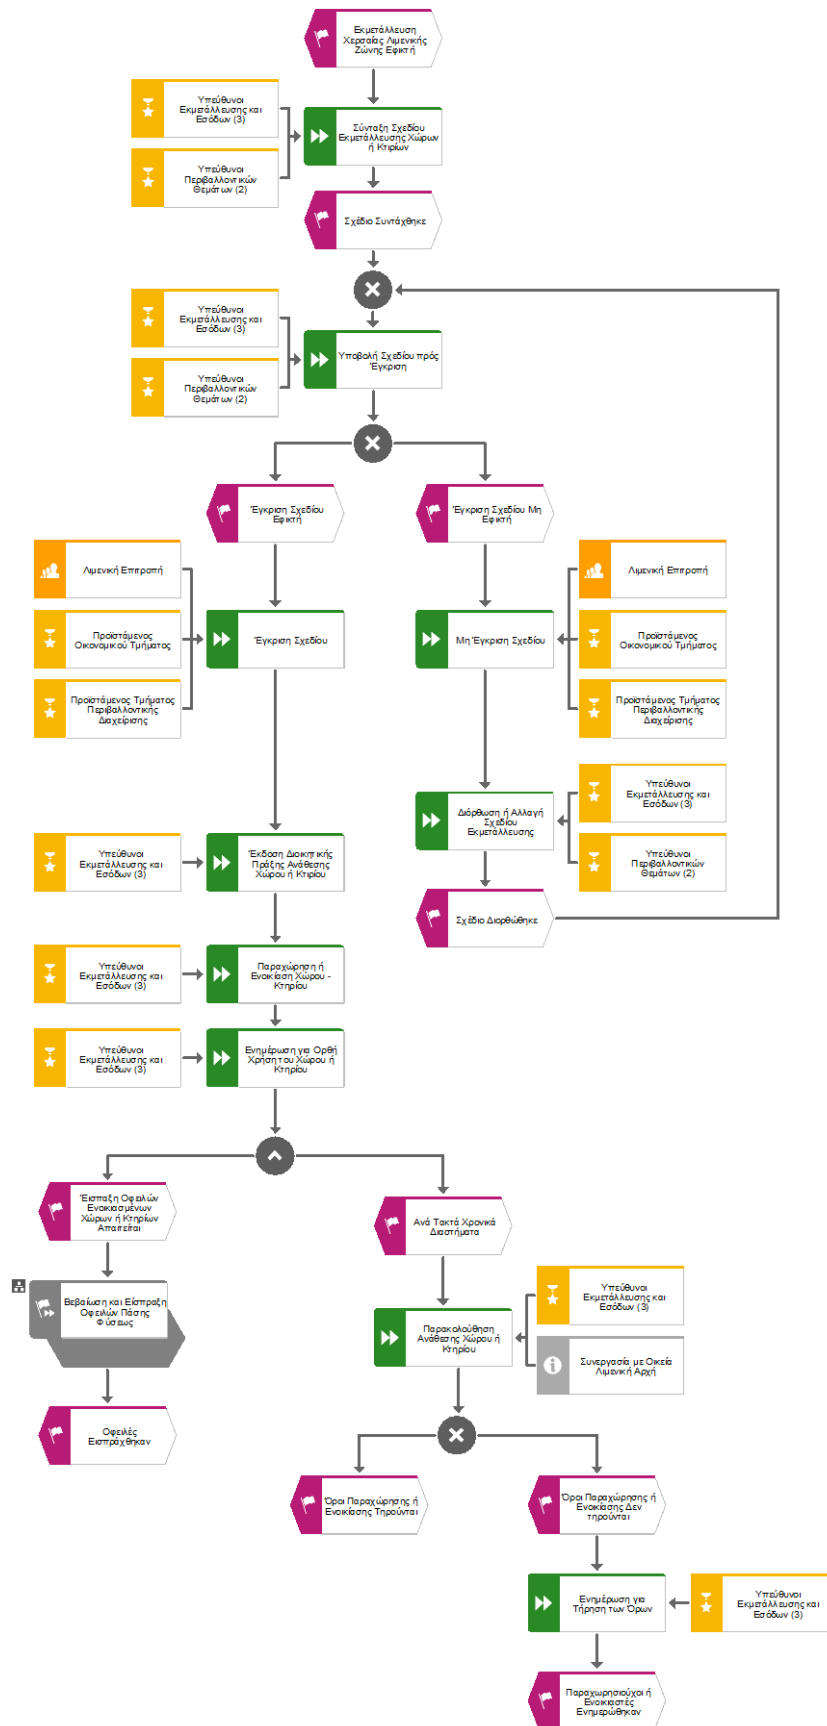 Εκμετάλλευση
Χερσαίας Λιμενικής
Ζώνης Εφικτή
Υπεύθυνοι
Εκμετάλλευσης και
Εσόδων (3)
Σύνταξη Σχεδίου
Εκμετάλλευσης Χώρων
ή Κτιρίων
Υπεύθυνοι
Περιβαλλοντικών
Θεμάτων (2)
Σχέδιο Συντάχθηκε
Υπεύθυνοι
Εκμετάλλευσης και
Εσόδων (3)
Υποβολή Σχεδίου πρός
Έγκριση
Υπεύθυνοι
Περιβαλλοντικών
Θεμάτων (2)
Έγκριση Σχεδίου
Εφικτή
Έγκριση Σχεδίου Μη
Εφικτή
Λιμενική Επιτροπή
Λιμενική Επιτροπή
Προϊστάμενος
Οικονομικού Τμήματος
Έγκριση Σχεδίου
Μη Έγκριση Σχεδίου
Προϊστάμενος
Οικονομικού Τμήματος
Προϊστάμενος Τμήματος
Περιβαλλοντικής
Διαχείρισης
Προϊστάμενος Τμήματος
Περιβαλλοντικής
Διαχείρισης
Υπεύθυνοι
Εκμετάλλευσης και
Εσόδων (3)
Διόρθωση ή Αλλαγή
Σχεδίου
Εκμετάλλευσης
Υπεύθυνοι
Περιβαλλοντικών
Θεμάτων (2)
Υπεύθυνοι
Εκμετάλλευσης και
Εσόδων (3)
Έκδοση Διοικητικής
Πράξης Ανάθεσης
Χώρου ή Κτιρίου
Σχέδιο Διορθώθηκε
Υπεύθυνοι
Εκμετάλλευσης και
Εσόδων (3)
Παραχώρηση ή
Ενοικίαση Χώρου -
Κτηρίου
Υπεύθυνοι
Εκμετάλλευσης και
Εσόδων (3)
Ενημέρωση για Ορθή
Χρήση του Χώρου ή
Κτηρίου
Έισπαξη Οφειλών
Ενοικιασμένων
Χώρων ή Κτηρίων
Απαιτείται
Ανά Τακτά Χρονικά
Διαστήματα
Βεβαίωση και Είσπραξη
Οφειλών Πάσης
Φύσεως
Υπεύθυνοι
Εκμετάλλευσης και
Εσόδων (3)
Παρακολούθηση
Ανάθεσης Χώρου ή
Κτηρίου
Συνεργασία με Οικεία
Λιμενική Αρχή
Οφειλές
Εισπράχθηκαν
Όροι Παραχώρησης ή
Ενοικίασης Τηρούνται
Όροι Παραχώρησης ή
Ενοικίασης Δεν
τηρούνται
Ενημέρωση για
Τήρηση των Όρων
Υπεύθυνοι
Εκμετάλλευσης και
Εσόδων (3)
Παραχωρησιούχοι ή
Ενοικιαστές
Ενημερώθηκαν